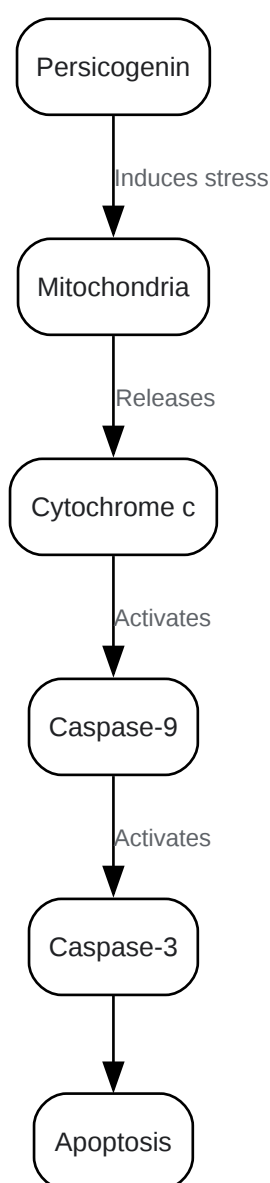 Persicogenin
Induces stress
Mitochondria
Releases
Cytochrome c
Activates
Caspase-9
Activates
Caspase-3
Apoptosis